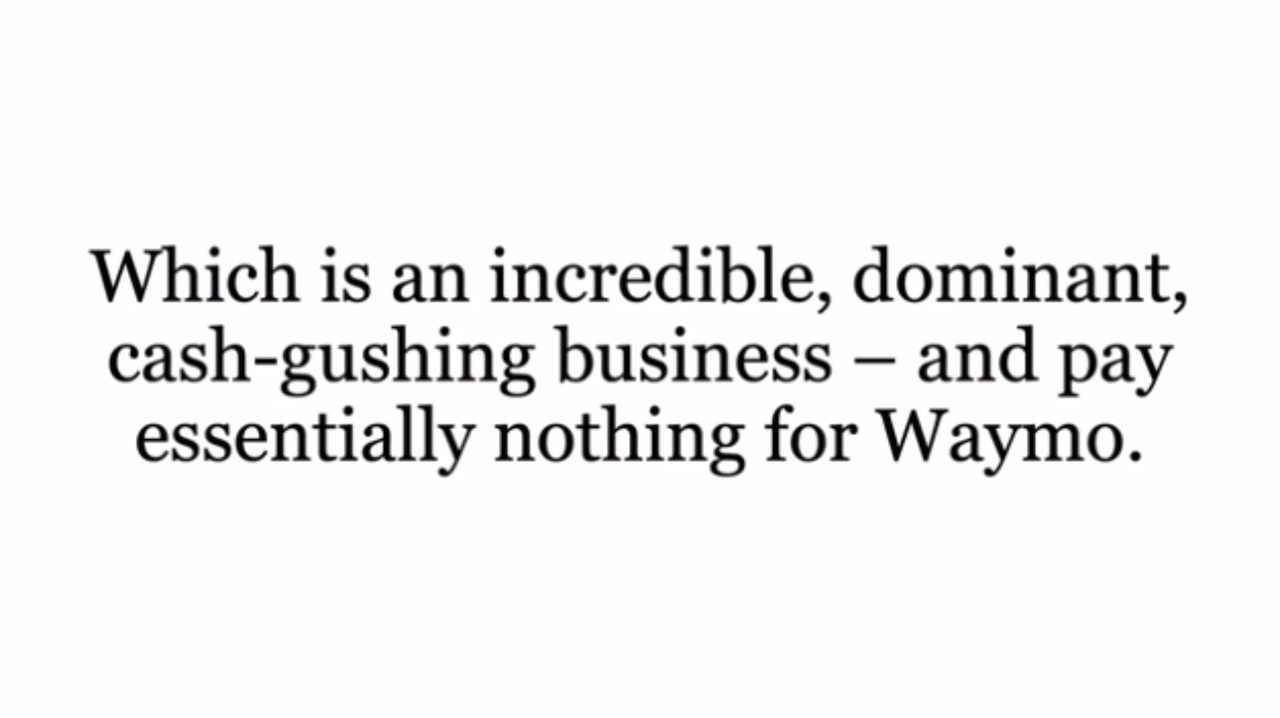 Which is an incredible, dominant,
cash-gushing business – and pay
essentially nothing for Waymo.